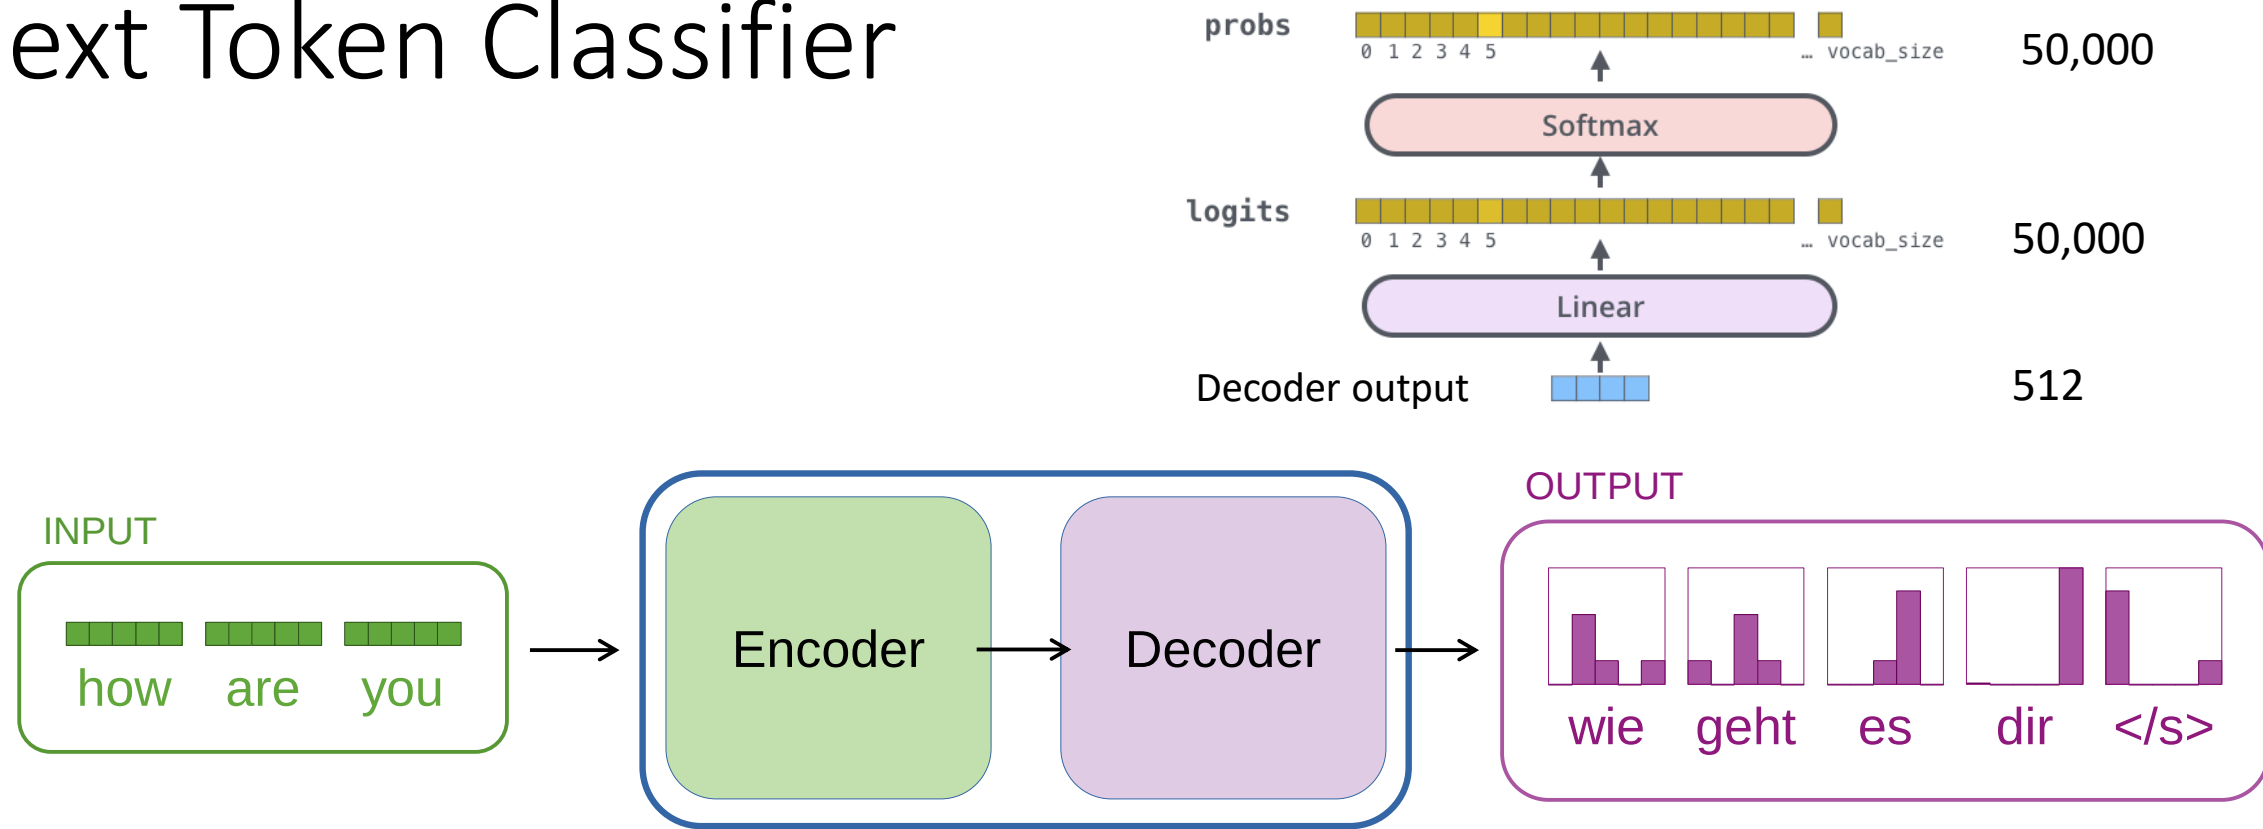 ext Token Classifier
probs
0 1 2 3 4 5 … vocab_size
50,000
Softmax
logits
0 1 2 3 4 5 … vocab_size
50,000
Linear
Decoder output
512
INPUT
how are you
Encoder
Decoder
OUTPUT
wie geht es dir </s>